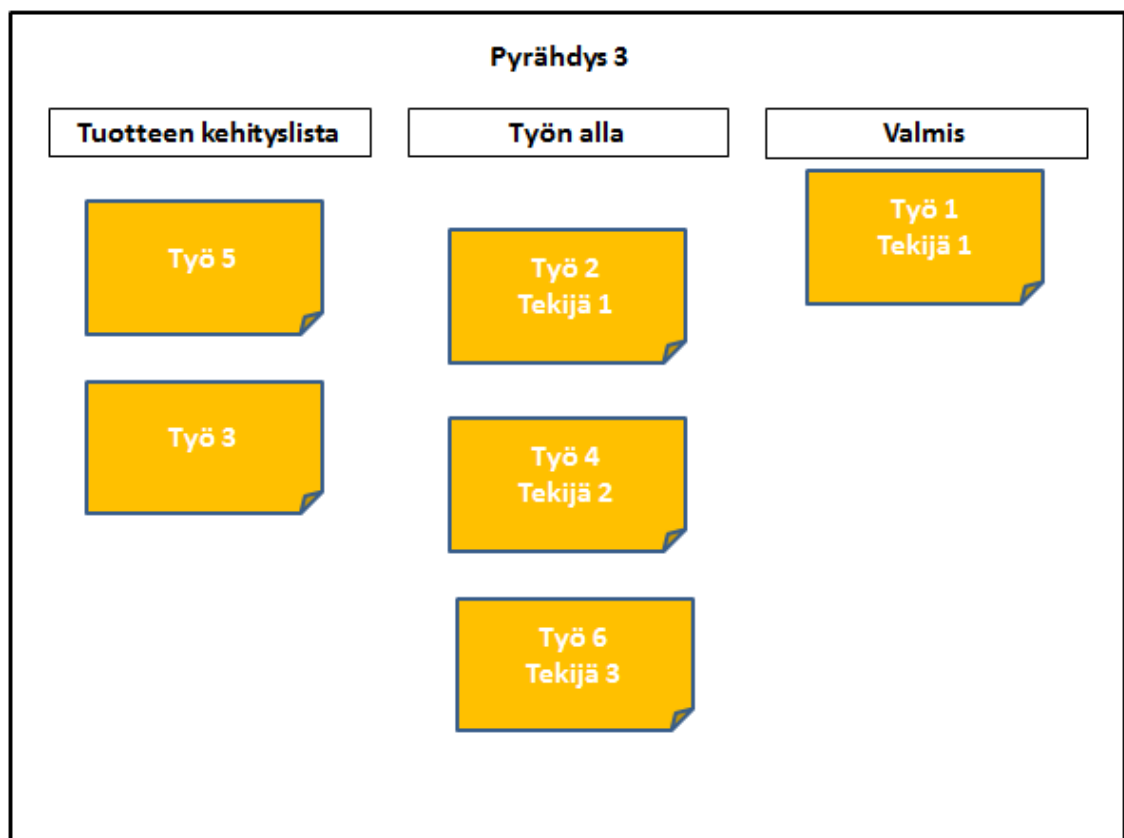 Pyrähdys 3
Tuotteen kehityslista
Työn alla
Valmis
Työ 5
Työ 3
Työ 2
Tekijä 1
Työ 4
Tekijä 2
Työ 6
Tekijä 3
Työ 1
Tekijä 1